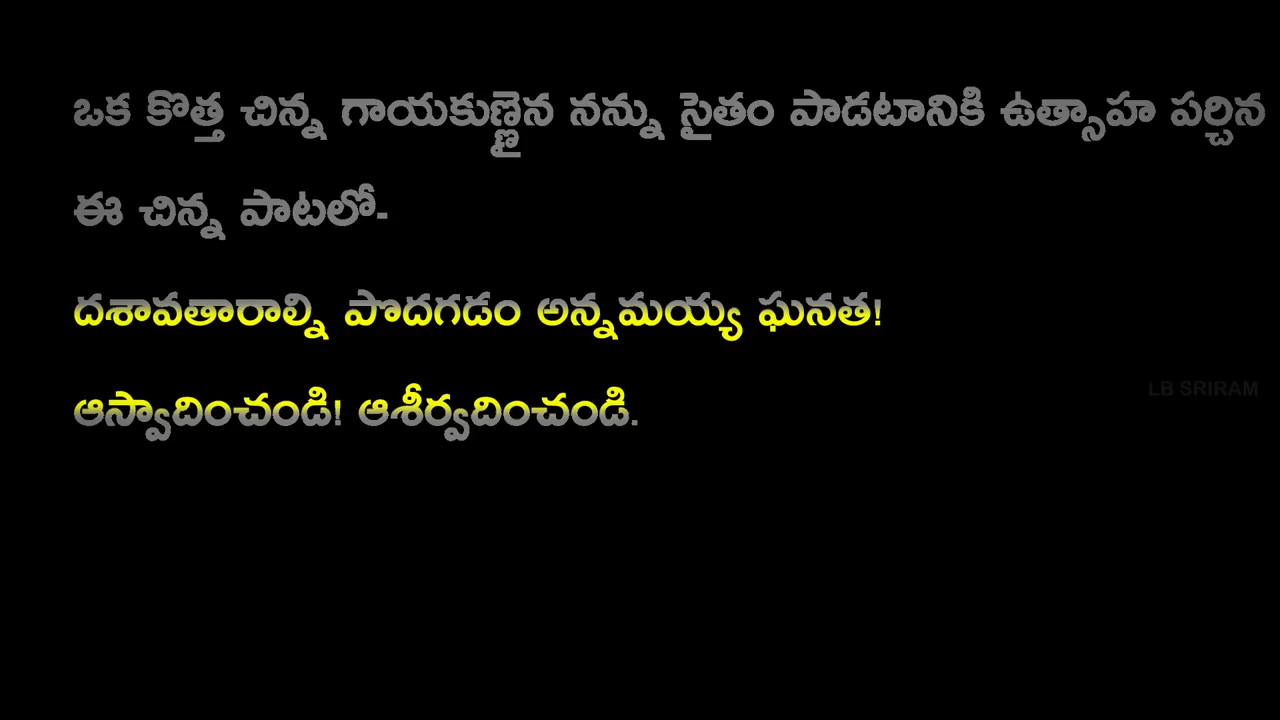 ఒక కొత్త చిన్న గాయకుణ్ణైన నన్ను సైతం పాడటానికి ఉత్సాహ పర్చిన
ఈ చిన్న పాటలో-
దశావతారాల్ని పొదగడం అన్నమయ్య ఘనత!
LB SRIRAM
ఆస్వాదించండి! ఆశీర్వదించండి.